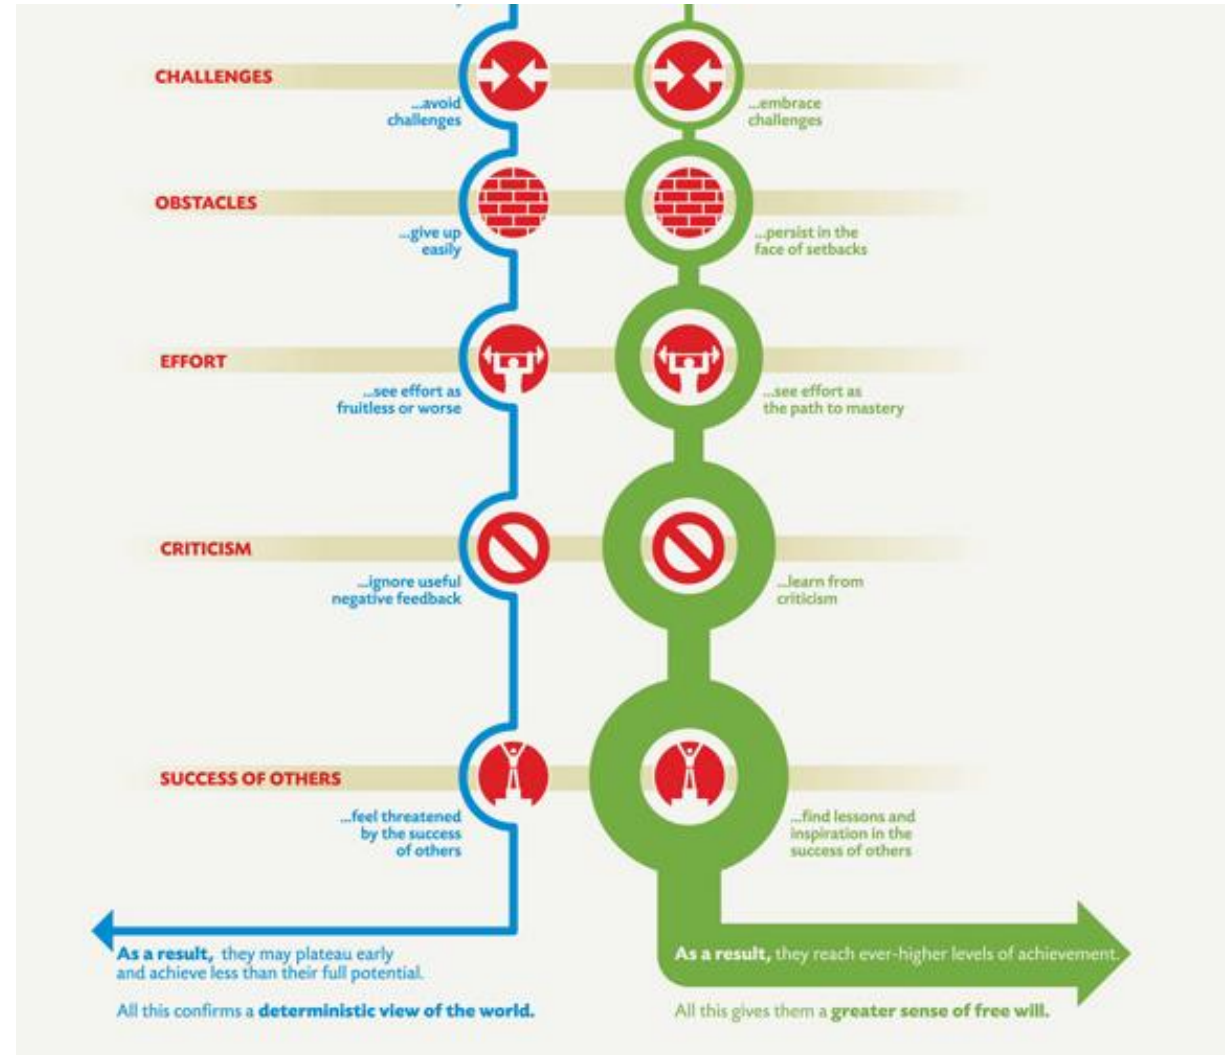 CHALLENGES
...avoid
challenges
...embrace
challenges
OBSTACLES
...give up
easily
...persist in the
face of setbacks
EFFORT
...see effort as
fruitless or worse
...see effort as
the path to mastery
CRITICISM
...ignore useful
negative feedback
...learn from
criticism
SUCCESS OF OTHERS
...feel threatened
by the success
of others
...find lessons and
inspiration in the
success of others
As a result, they may plateau early
and achieve less than their full potential.
All this confirms a deterministic view of the world.
As a result, they reach ever-higher levels of achievement.
All this gives them a greater sense of free will.